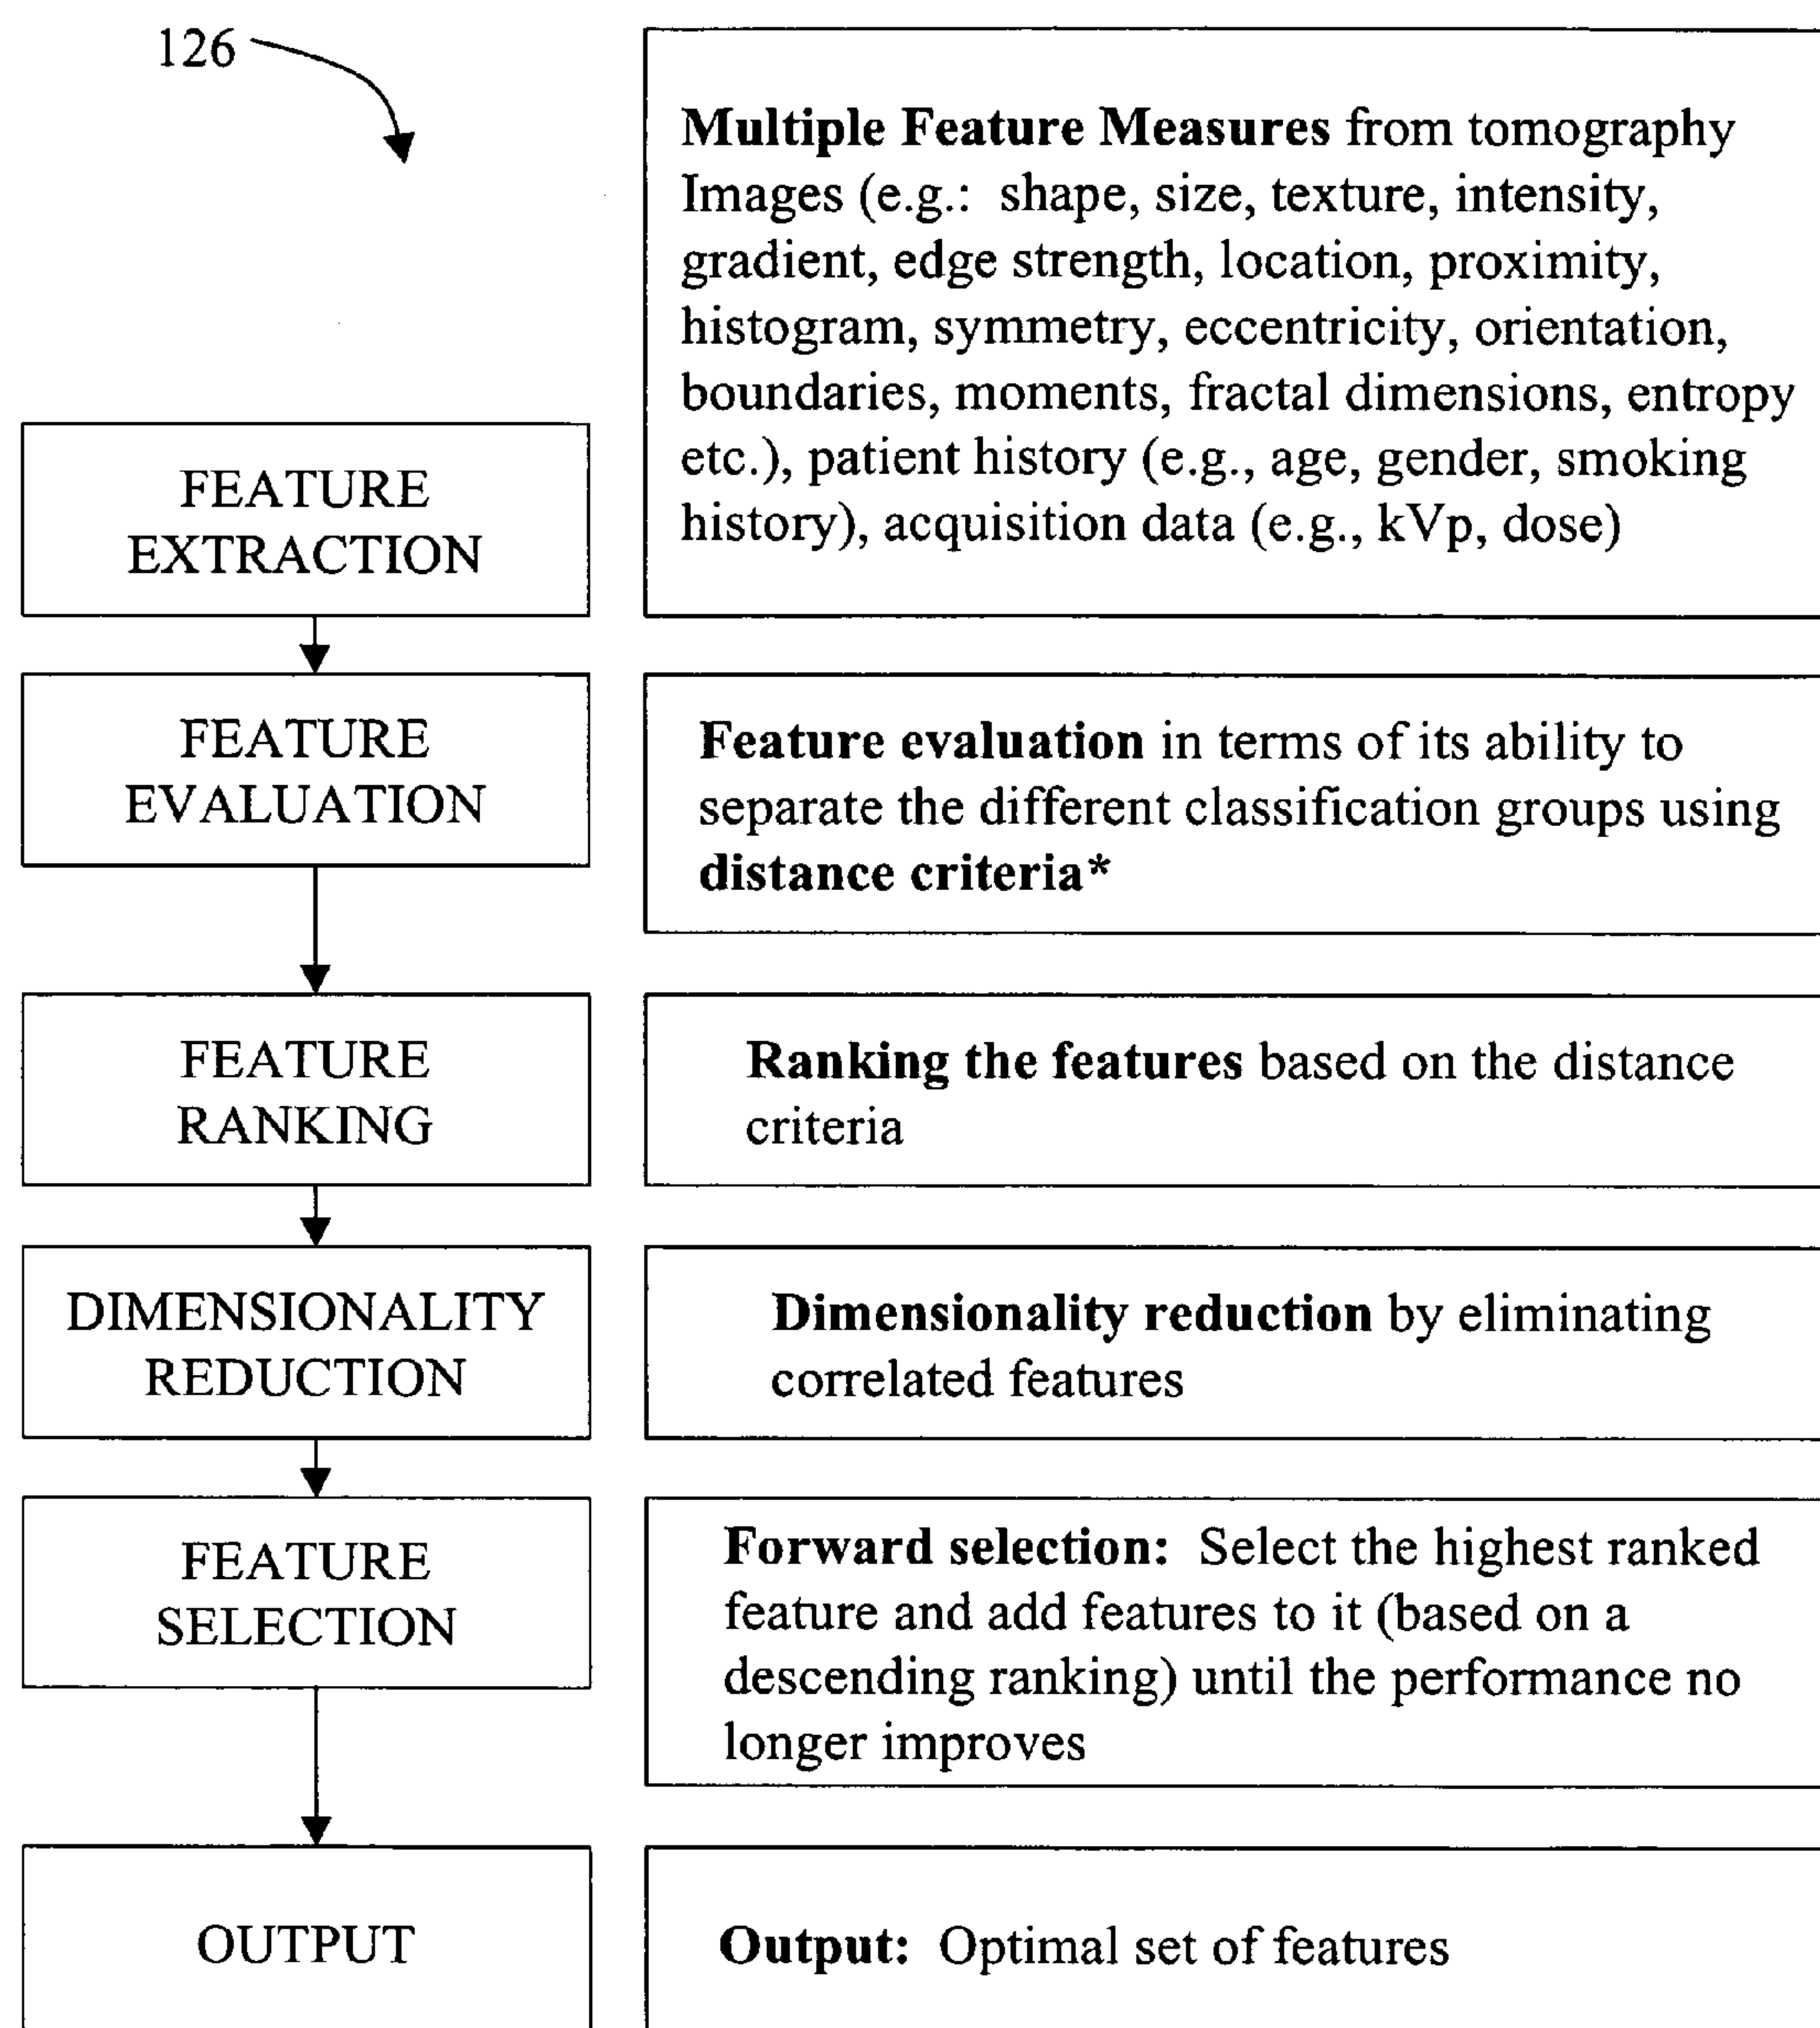 126
Multiple Feature Measures from tomography
Images (e.g.: shape, size, texture, intensity,
gradient, edge strength, location, proximity,
histogram, symmetry, eccentricity, orientation,
boundaries, moments, fractal dimensions, entropy
etc.), patient history (e.g., age, gender, smoking
history), acquisition data (e.g., kVp, dose)
FEATURE
EXTRACTION
FEATURE
EVALUATION
Feature evaluation in terms of its ability to
separate the different classification groups using
distance criteria*
FEATURE
RANKING
Ranking the features based on the distance
criteria
DIMENSIONALITY
REDUCTION
Dimensionality reduction by eliminating
correlated features
FEATURE
SELECTION
Forward selection: Select the highest ranked
feature and add features to it (based on a
descending ranking) until the performance no
longer improves
OUTPUT
Output: Optimal set of features